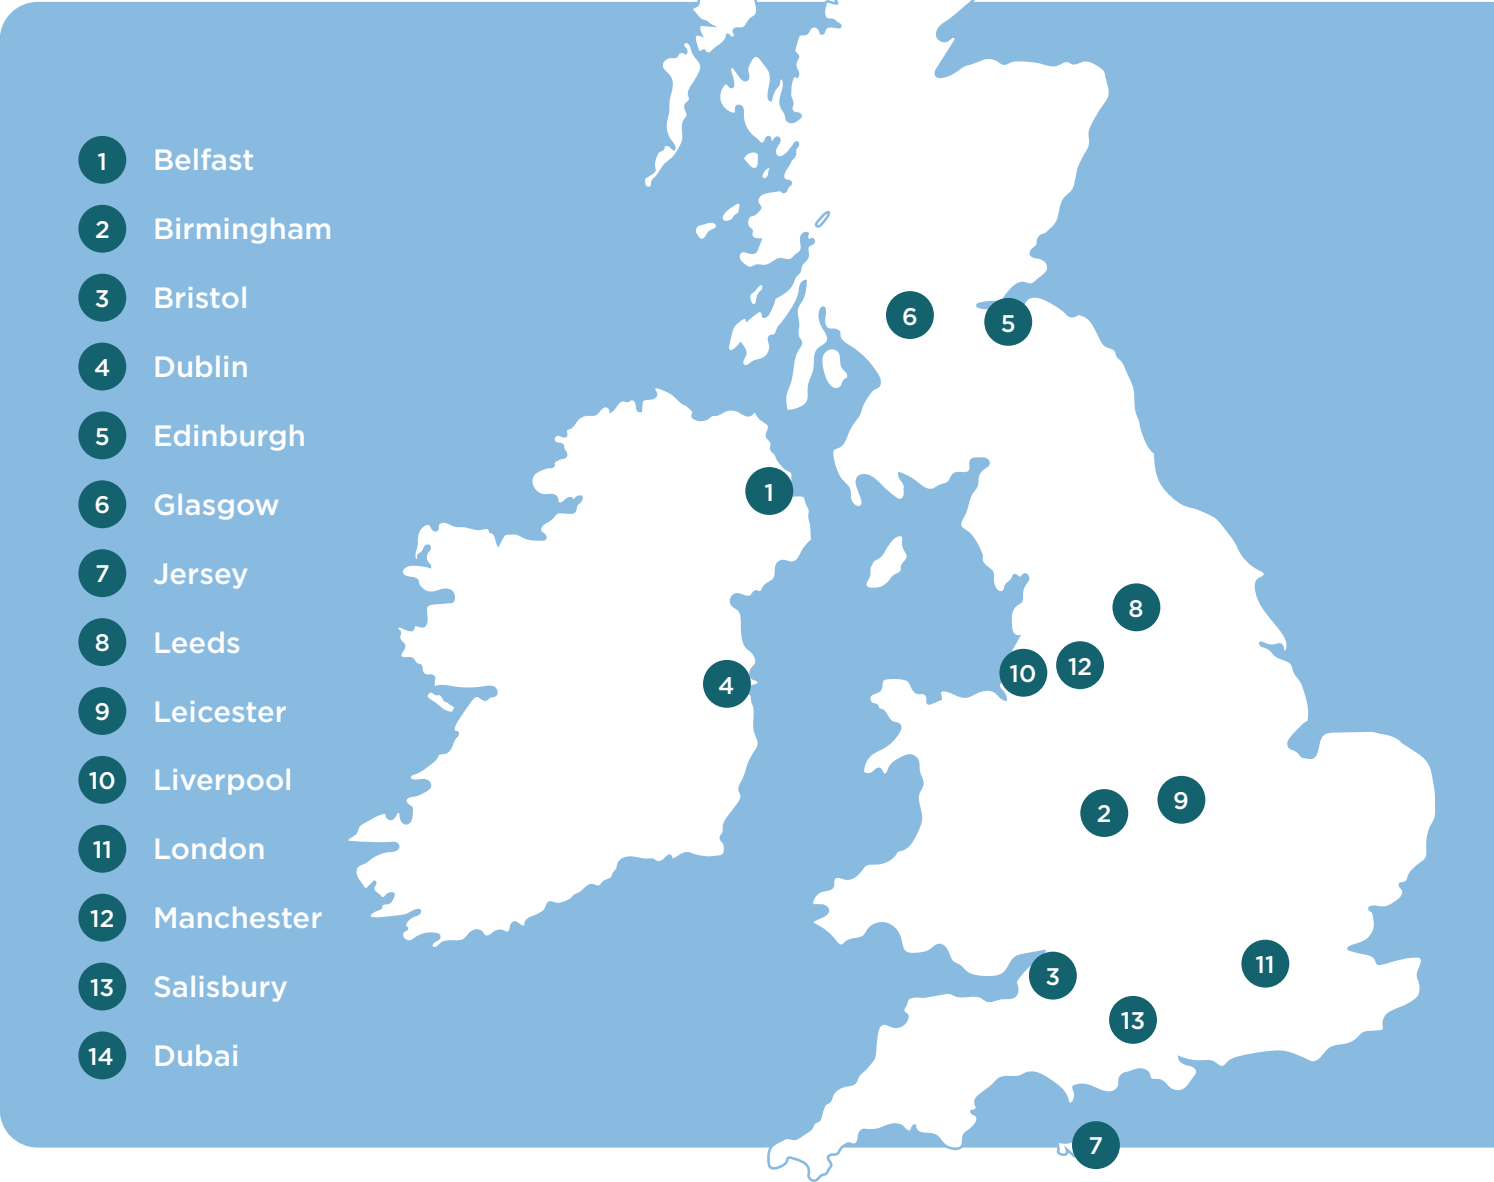 1 Belfast
2 Birmingham
3 Bristol
4 Dublin
5 Edinburgh
6 Glasgow
7 Jersey
8 Leeds
9 Leicester
10 Liverpool
11 London
12 Manchester
13 Salisbury
14 Dubai
6
5
1
8
12
10
4
9
2
11
3
13
7